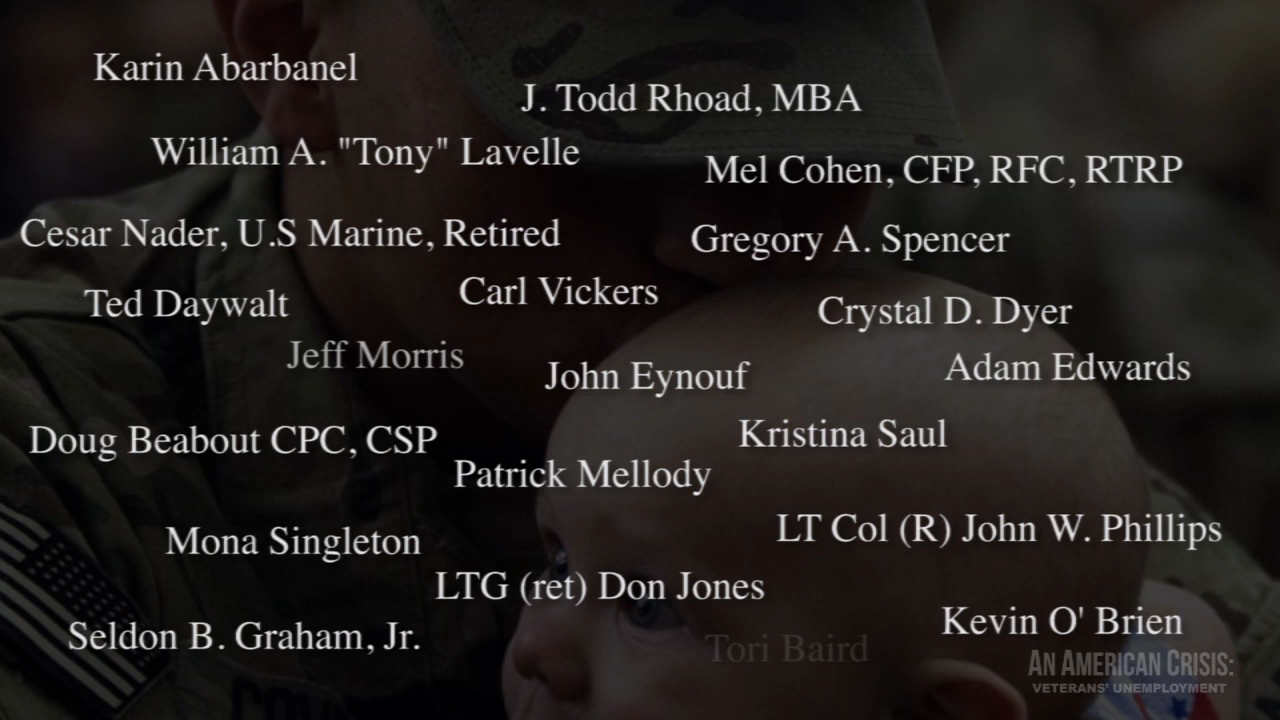 Karin Abarbanel
J. Todd Rhoad, MBA
William A. "Tony" Lavelle
Mel Cohen, CFP, RFC, RTRP
Cesar Nader, U.S Marine, Retired
Gregory A. Spencer
Ted Daywalt
Carl Vickers
Crystal D. Dyer
Jeff Morris
John Eynouf
Adam Edwards
Doug Beabout CPC, CSP
Kristina Saul
Patrick Mellody
Mona Singleton
LT Col (R) John W. Phillips
LTG (ret) Don Jones
Kevin O' Brien
Seldon B. Graham, Jr.
Tori Baird
AN AMERICAN CRISIS:
VETERANS' UNEMPLOYMENT